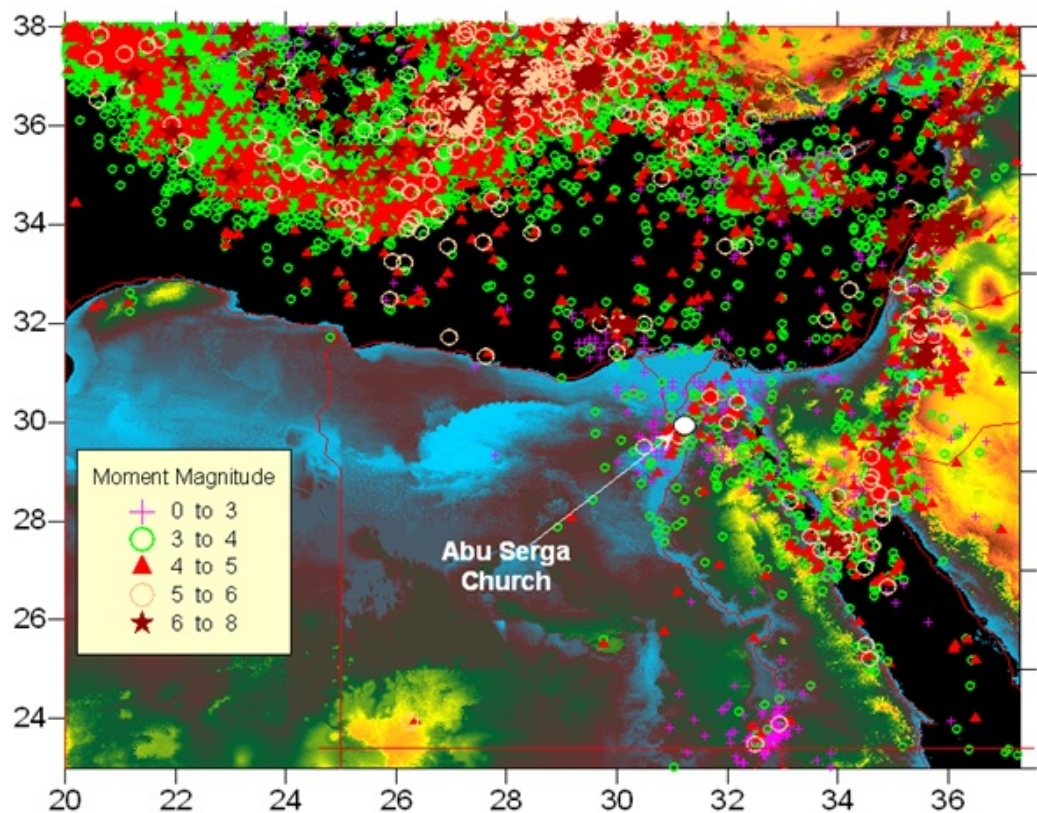 38
36
34
32
30
28
26
24
Moment Magnitude
0 to 3
3 to 4
4 to 5
5 to 6
6 to 8
Abu Serga
Church
20 22 24 26 28 30 32 34 36